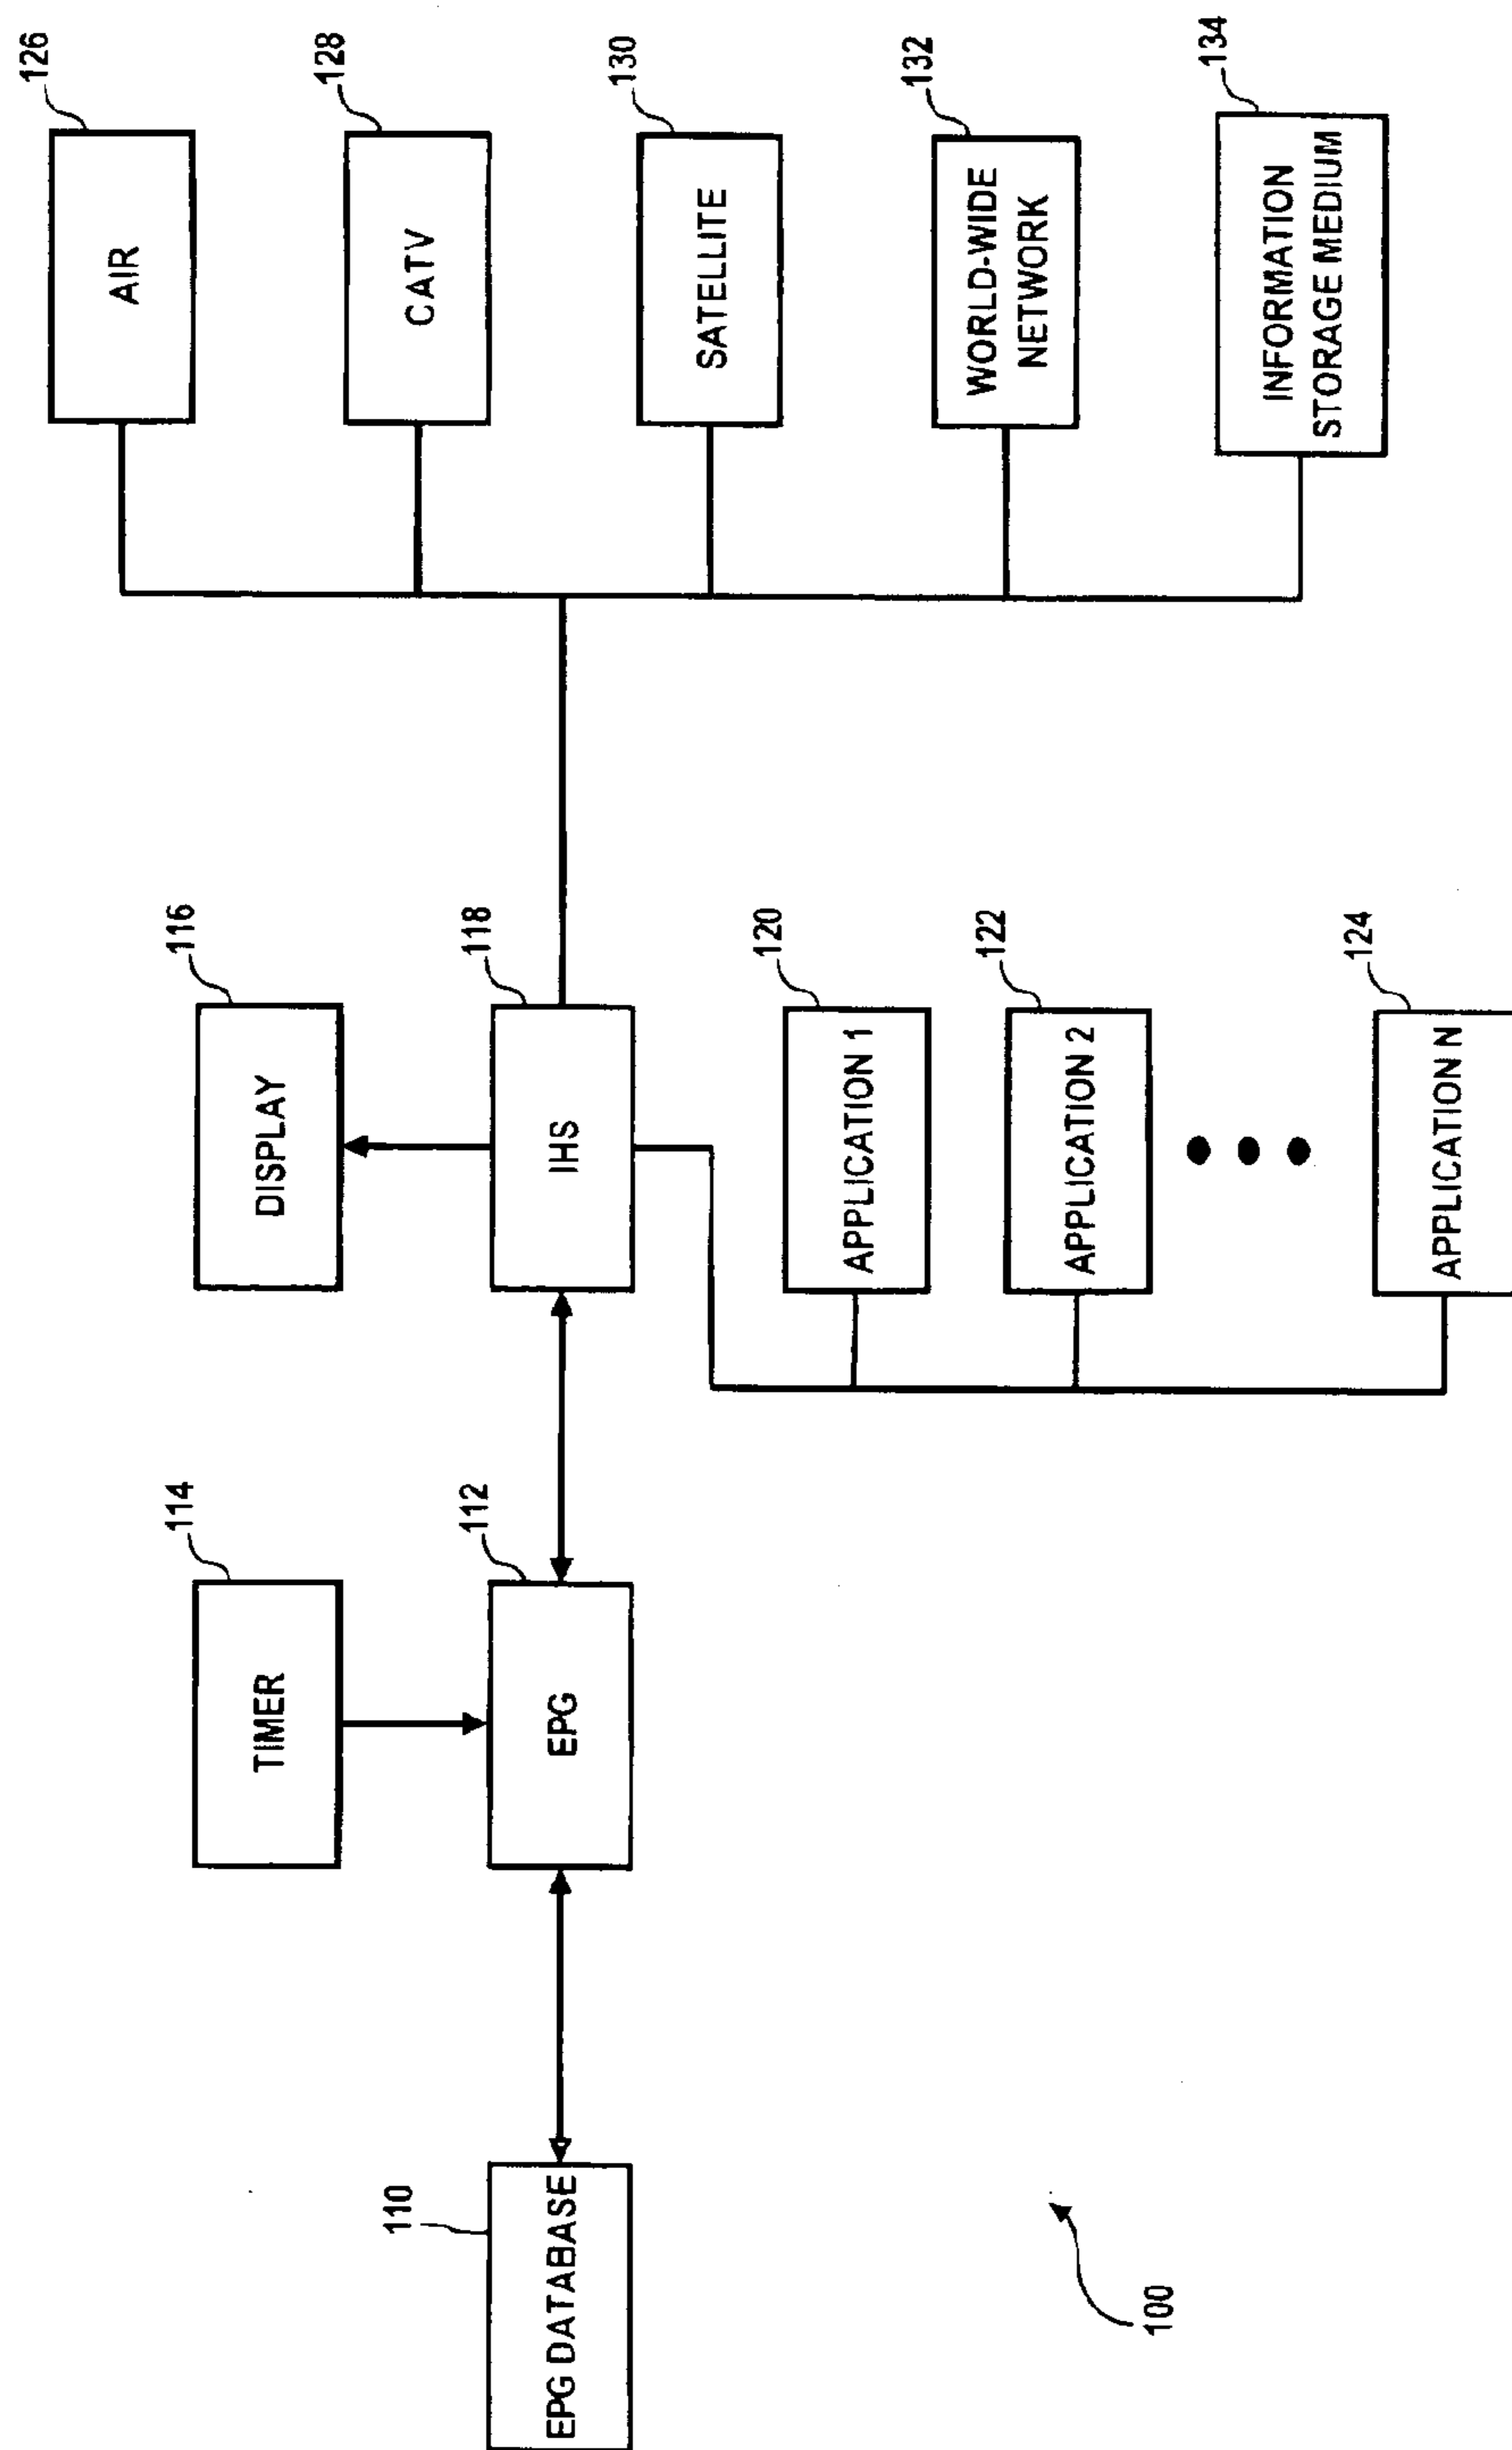 126
AIR
128
CATV
130
SATELLITE
132
WORLD-WIDE
NETWORK
134
INFORMATION
STORAGE MEDIUM
116
DISPLAY
118
IHS
120
APPLICATION 1
122
APPLICATION 2
124
APPLICATION N
114
TIMER
112
EPG
110
EPG DATABASE
100